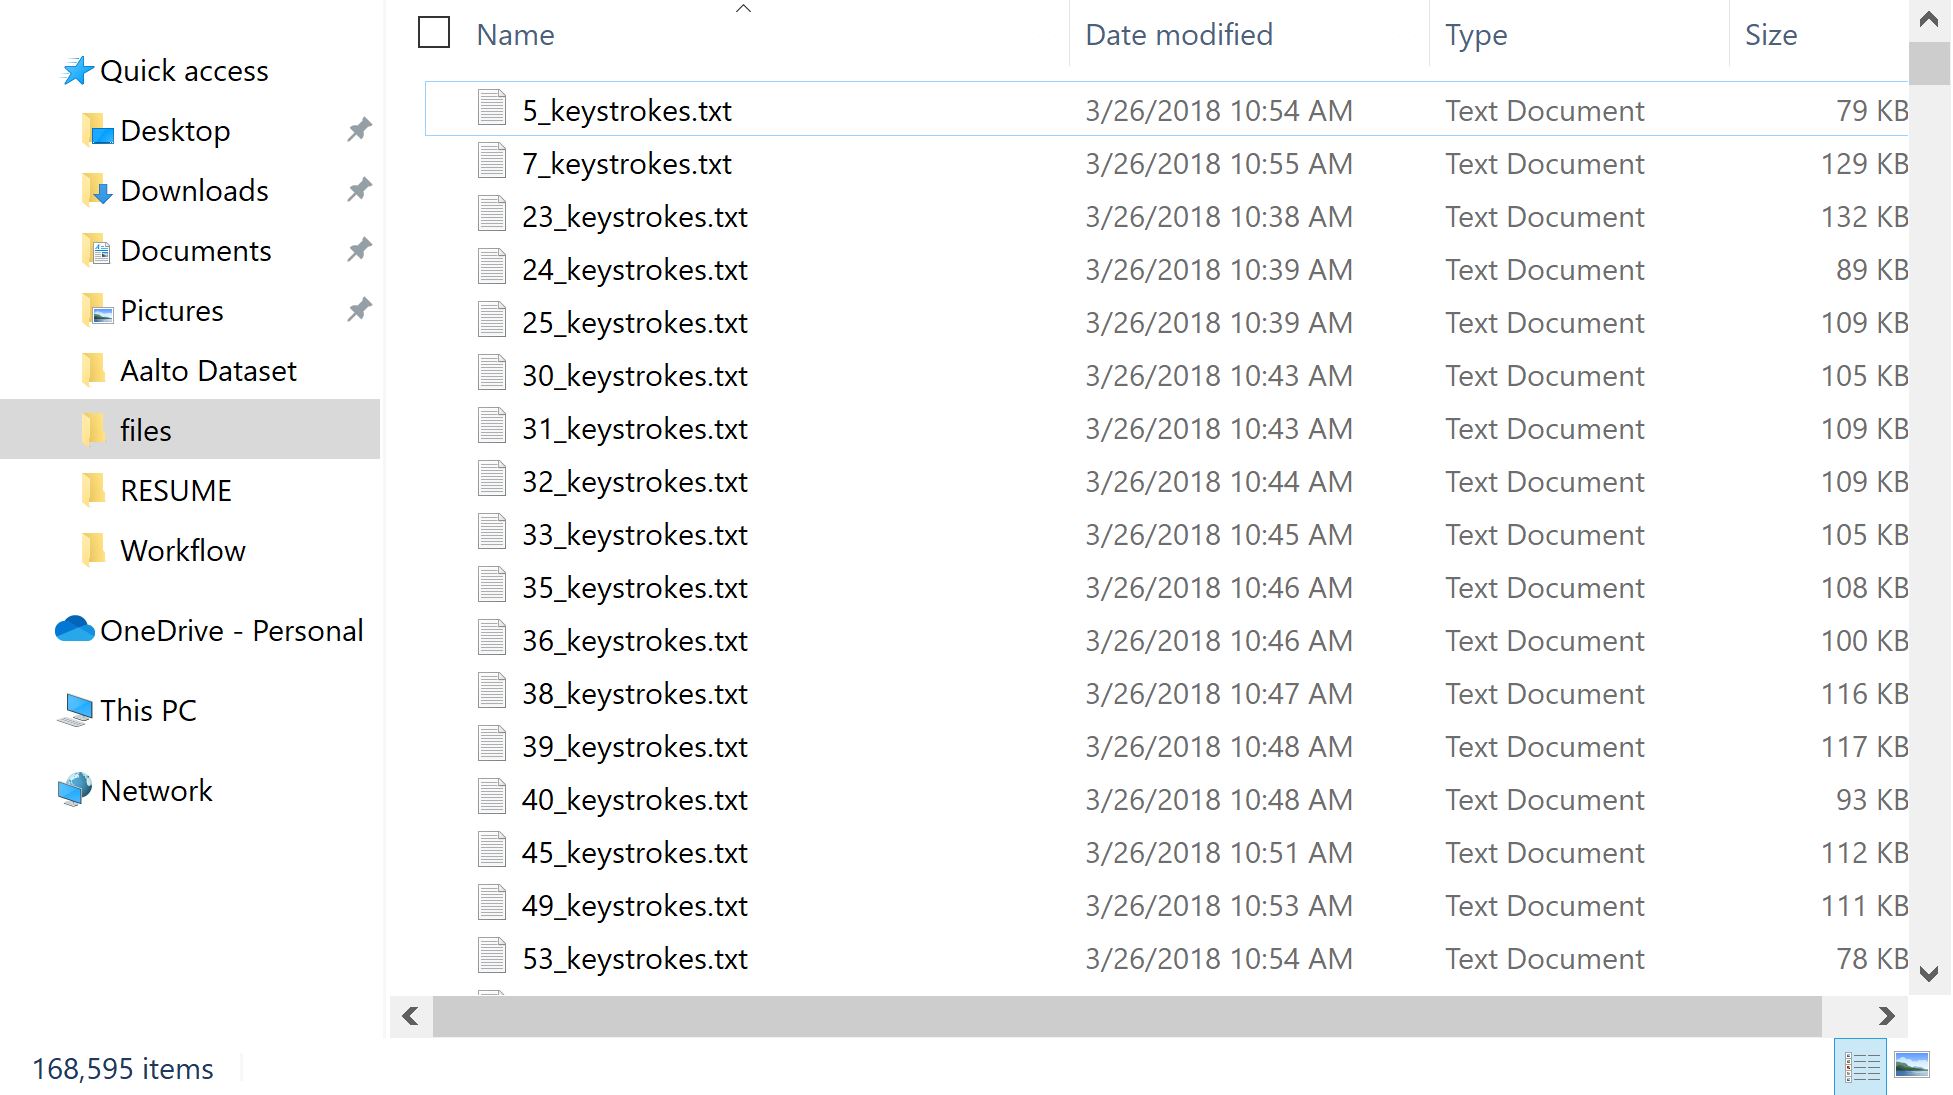 Quick access
Desktop
Downloads
Documents
Pictures
Aalto Dataset
files
RESUME
Workflow
OneDrive - Personal
This PC
Network
Name Date modified Type Size
5_keystrokes.txt 3/26/2018 10:54 AM Text Document 79 KB
7_keystrokes.txt 3/26/2018 10:55 AM Text Document 129 KB
23_keystrokes.txt 3/26/2018 10:38 AM Text Document 132 KB
24_keystrokes.txt 3/26/2018 10:39 AM Text Document 89 KB
25_keystrokes.txt 3/26/2018 10:39 AM Text Document 109 KB
30_keystrokes.txt 3/26/2018 10:43 AM Text Document 105 KB
31_keystrokes.txt 3/26/2018 10:43 AM Text Document 109 KB
32_keystrokes.txt 3/26/2018 10:44 AM Text Document 109 KB
33_keystrokes.txt 3/26/2018 10:45 AM Text Document 105 KB
35_keystrokes.txt 3/26/2018 10:46 AM Text Document 108 KB
36_keystrokes.txt 3/26/2018 10:46 AM Text Document 100 KB
38_keystrokes.txt 3/26/2018 10:47 AM Text Document 116 KB
39_keystrokes.txt 3/26/2018 10:48 AM Text Document 117 KB
40_keystrokes.txt 3/26/2018 10:48 AM Text Document 93 KB
45_keystrokes.txt 3/26/2018 10:51 AM Text Document 112 KB
49_keystrokes.txt 3/26/2018 10:53 AM Text Document 111 KB
53_keystrokes.txt 3/26/2018 10:54 AM Text Document 78 KB
168,595 items